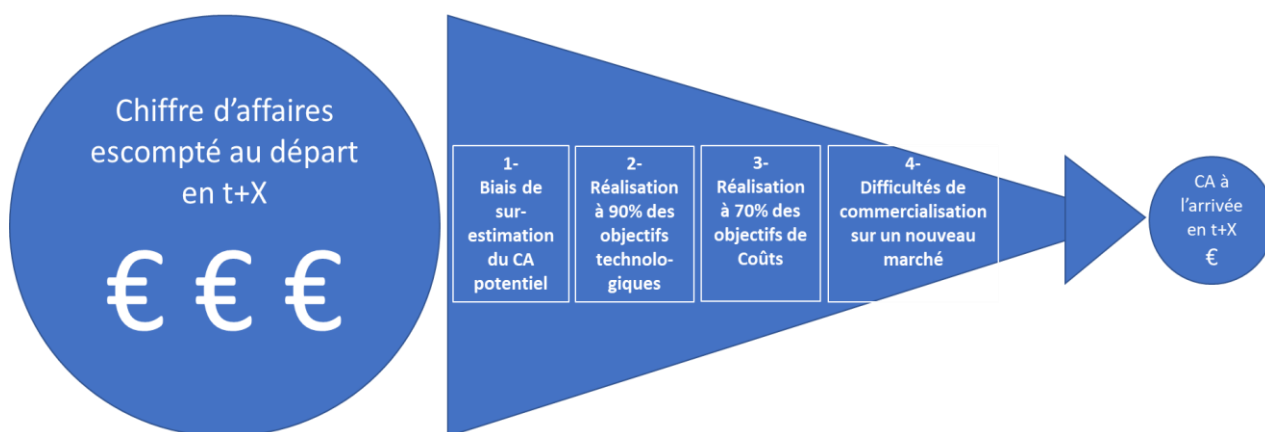 Chiffre d'affaires
escompté au départ
en t+X
€ € €
1-
Biais de
sur-
estimation
du CA
potentiel
2-
Réalisation
à 90% des
objectifs
technolo-
giques
3-
Réalisation
à 70% des
objectifs de
Coûts
4-
Difficultés de
commercialisation
sur un nouveau
marché
CA à
l'arrivée
en t+X
€